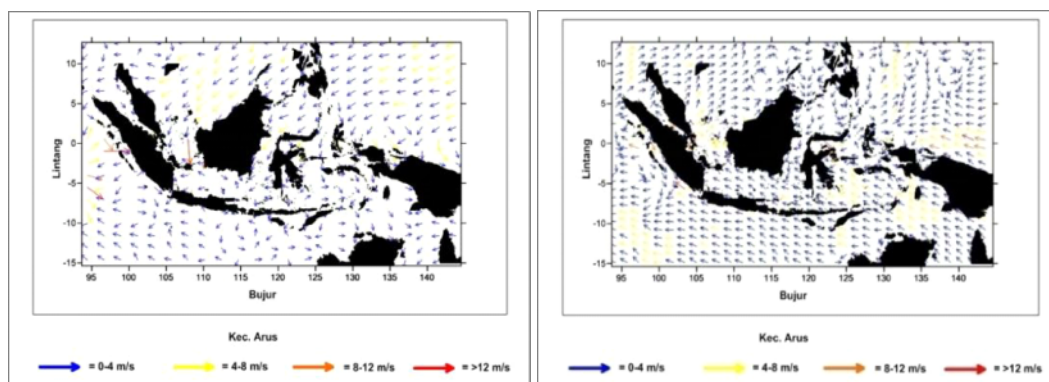 10
5
0
-5
-10
-15
Lintang
95 100 105 110 115 120 125 130 135 140
Bujur
Kec. Arus
= 0-4 m/s = 4-8 m/s = 8-12 m/s = >12 m/s
10
5
0
-5
-10
-15
Lintang
95 100 105 110 115 120 125 130 135 140
Bujur
Kec. Arus
= 0-4 m/s = 4-8 m/s = 8-12 m/s = >12 m/s